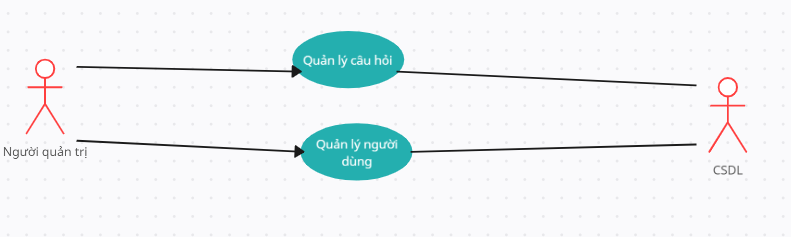 Quản lý câu hỏi
Người quản trị
Quản lý người
dùng
CSDL